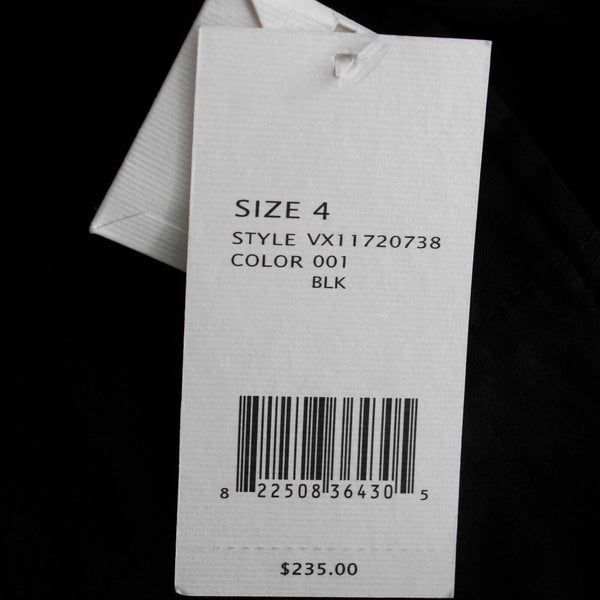 SIZE 4
STYLE VX11720738
COLOR 001
BLK
8 22508 36430 5
$235.00